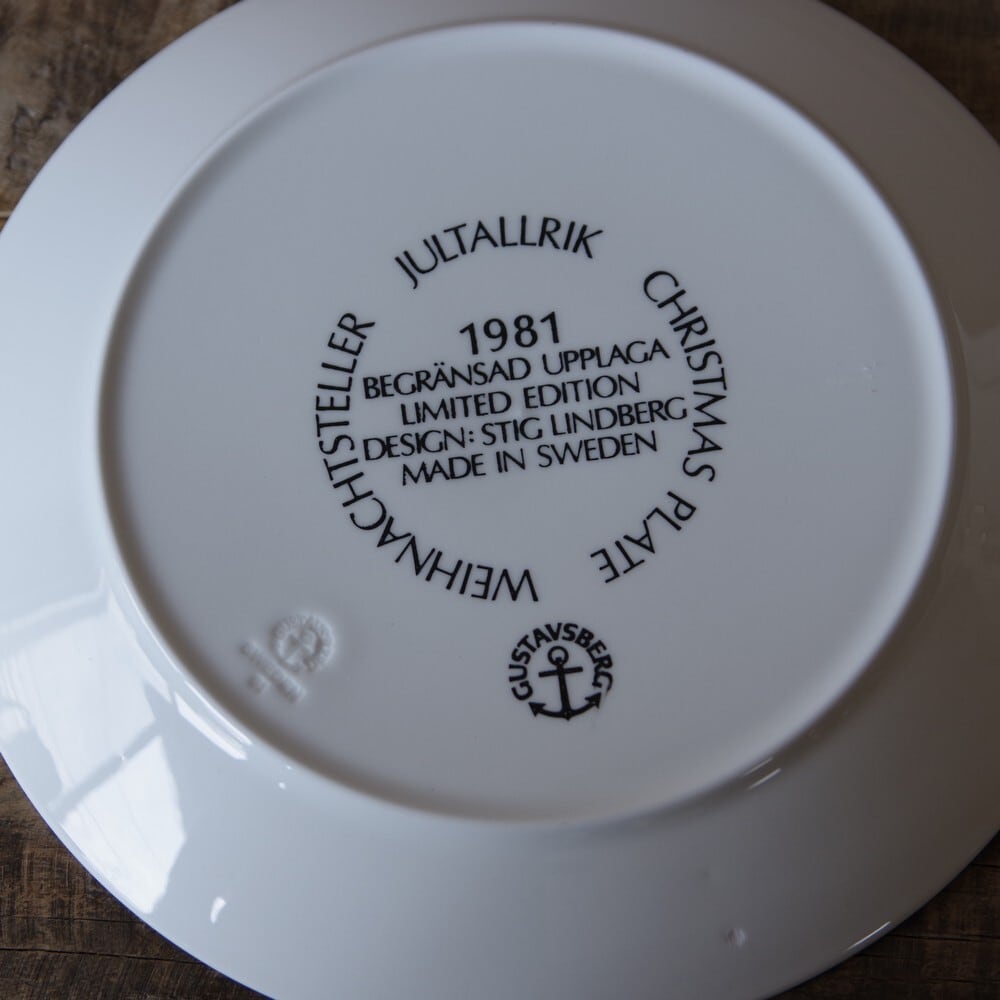 JULTALLRIK
CHRISTMAS PLATE
WEIHNACHTSTELLER
1981
BEGRÄNSAD UPPLAGA
LIMITED EDITION
DESIGN: STIG LINDBERG
MADE IN SWEDEN
GUSTAVSBERG